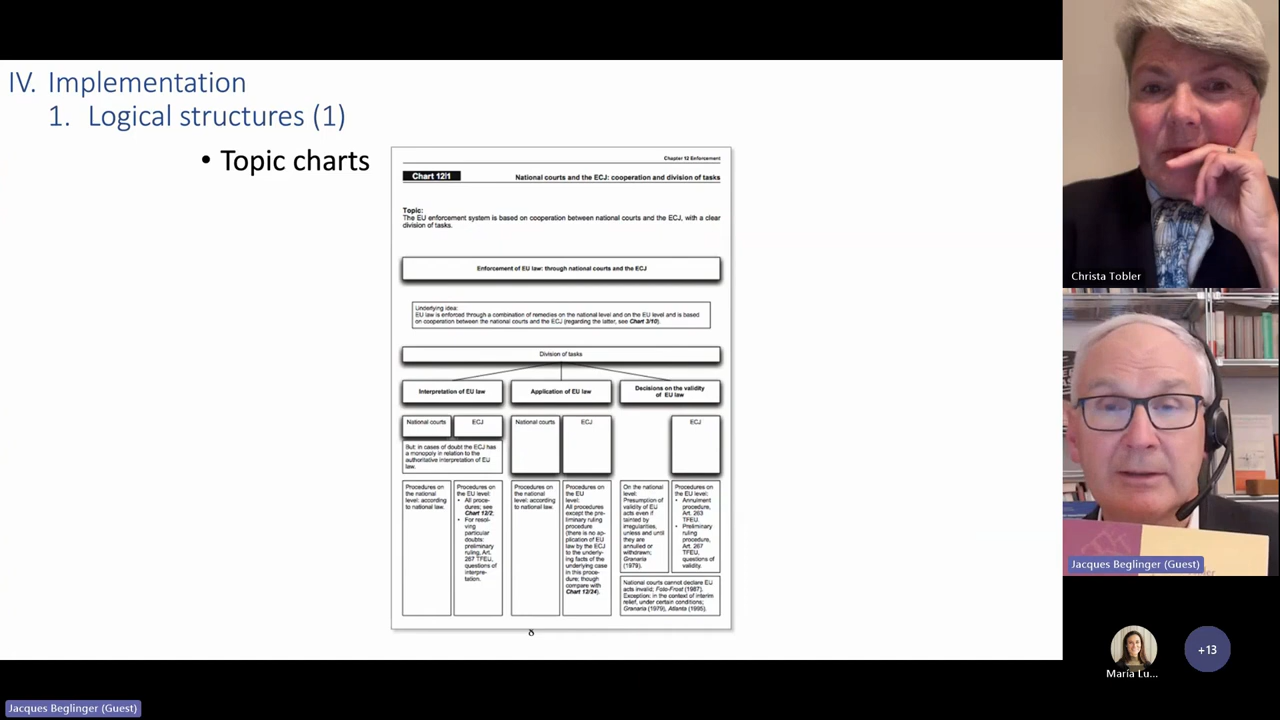 IV. Implementation
1. Logical structures (1)
• Topic charts
Chapter 12 Enforcement
Chart 12|1
National courts and the ECJ: cooperation and division of tasks
Topic:
The EU enforcement system is based on cooperation between national courts and the ECJ, with a clear
division of tasks.
Enforcement of EU law: through national courts and the ECJ
Underlying idea:
EU law is enforced through a combination of remedies on the national level and on the EU level and is based
on cooperation between the national courts and the ECJ (regarding the latter, see Chart 3/10).
Division of tasks
Interpretation of EU law
Application of EU law
Decisions on the validity
of EU law
National courts
ECJ
National courts
ECJ
ECJ
But: in cases of doubt the ECJ has
a monopoly in relation to the
authoritative interpretation of EU
law.
Procedures on
the national
level: according
to national law.
Procedures on
the EU level:
• All proce-
dures; see
Chart 12/2.
• For resol-
ving
particular
doubts:
preliminary
ruling, Art.
267 TFEU,
questions of
interpre-
tation.
Procedures on
the national
level: according
to national law.
Procedures on
the EU
level:
All procedures
except the pre-
liminary ruling
procedure
(there is no ap-
plication of EU
law by the ECJ
to the underly-
ing facts of the
underlying case
in this proce-
dure; though
compare with
Chart 12/24).
On the national
level:
Presumption of
validity of EU
acts even if
tainted by
irregularities,
unless and until
they are
annulled or
withdrawn;
Granaria
(1979).
Procedures on
the EU level:
• Annulment
procedure,
Art. 263
TFEU.
• Preliminary
ruling
procedure,
Art. 267
TFEU,
questions of
validity.
National courts cannot declare EU
acts invalid; Foto-Frost (1987).
Exception: in the context of interim
relief, under certain conditions;
Granaria (1979), Atlanta (1995).
8
Christa Tobler
Jacques Beglinger (Guest)
María Lu...
+13
Jacques Beglinger (Guest)